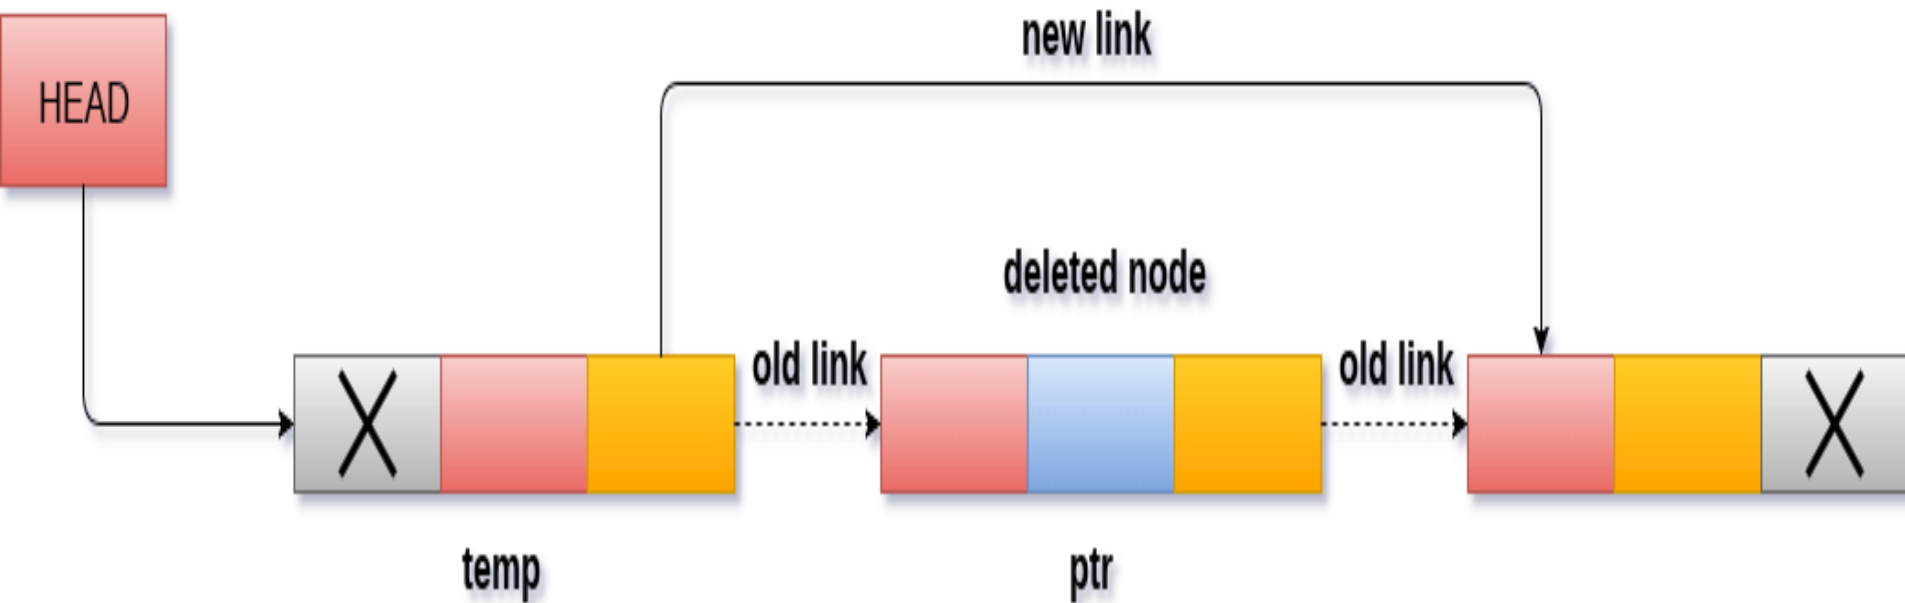 new link
HEAD
deleted node
old link
old link
X
X
temp
ptr